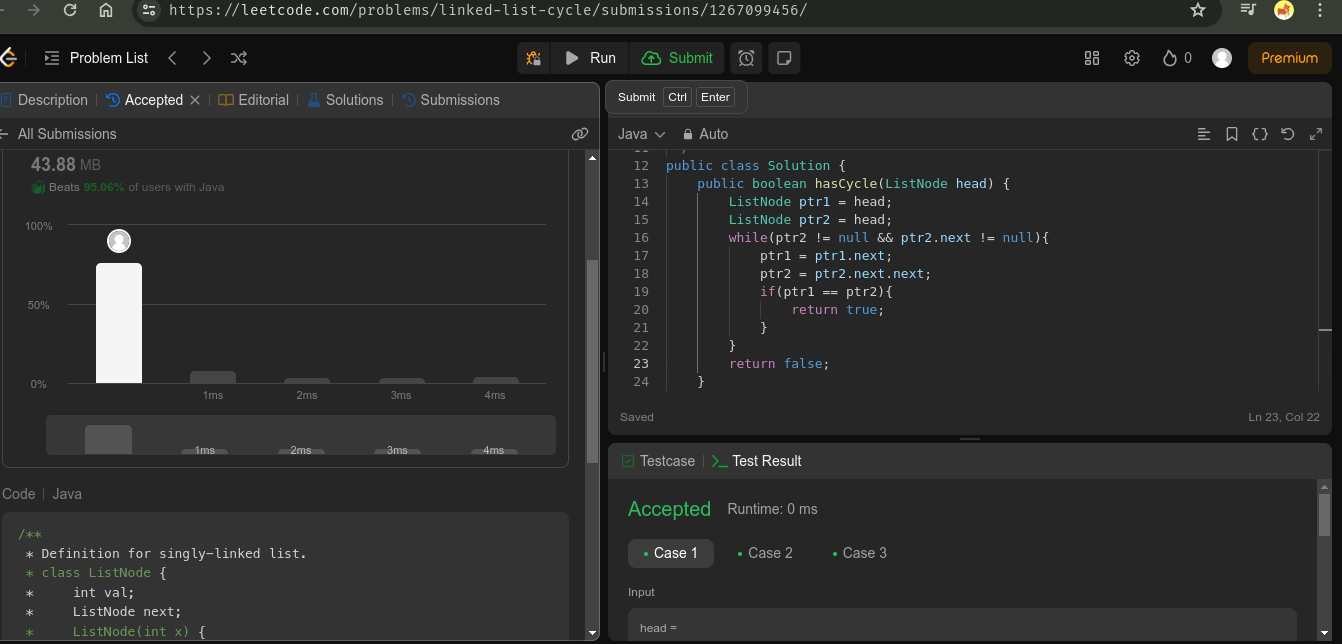 https://leetcode.com/problems/linked-list-cycle/submissions/1267099456/
Problem List
Run
Submit
0
Premium
Description
Accepted
Editorial
Solutions
Submissions
All Submissions
43.88 MB
Beats 95.06% of users with Java
100%
50%
0%
1ms 2ms 3ms 4ms
1ms 2ms 3ms 4ms
Code | Java
/**
* Definition for singly-linked list.
* class ListNode {
*     int val;
*     ListNode next;
*     ListNode(int x) {
Submit Ctrl Enter
Java
Auto
12 public class Solution {
13     public boolean hasCycle(ListNode head) {
14         ListNode ptr1 = head;
15         ListNode ptr2 = head;
16         while(ptr2 != null && ptr2.next != null){
17             ptr1 = ptr1.next;
18             ptr2 = ptr2.next.next;
19             if(ptr1 == ptr2){
20                 return true;
21             }
22         }
23         return false;
24     }
Saved
Ln 23, Col 22
Testcase
>_ Test Result
Accepted Runtime: 0 ms
• Case 1 • Case 2 • Case 3
Input
head =